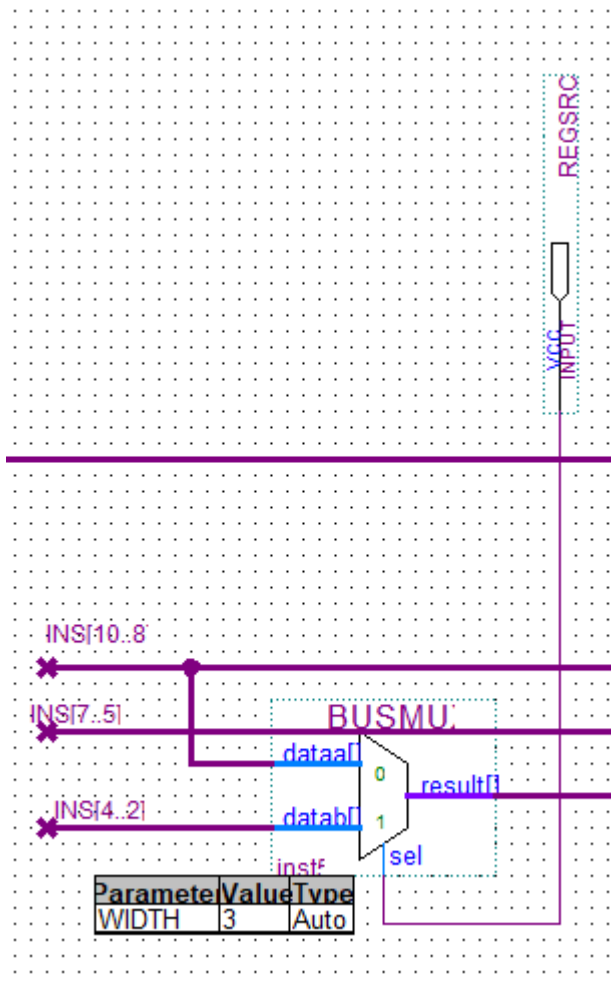 REGSRC
VCC
INPUT
INS[10..8
INS[7..5]
BUSMU
dataa[]
0
result[]
INS[4..2]
datab[]
1
sel
inst
Parameter Value Type
WIDTH 3 Auto